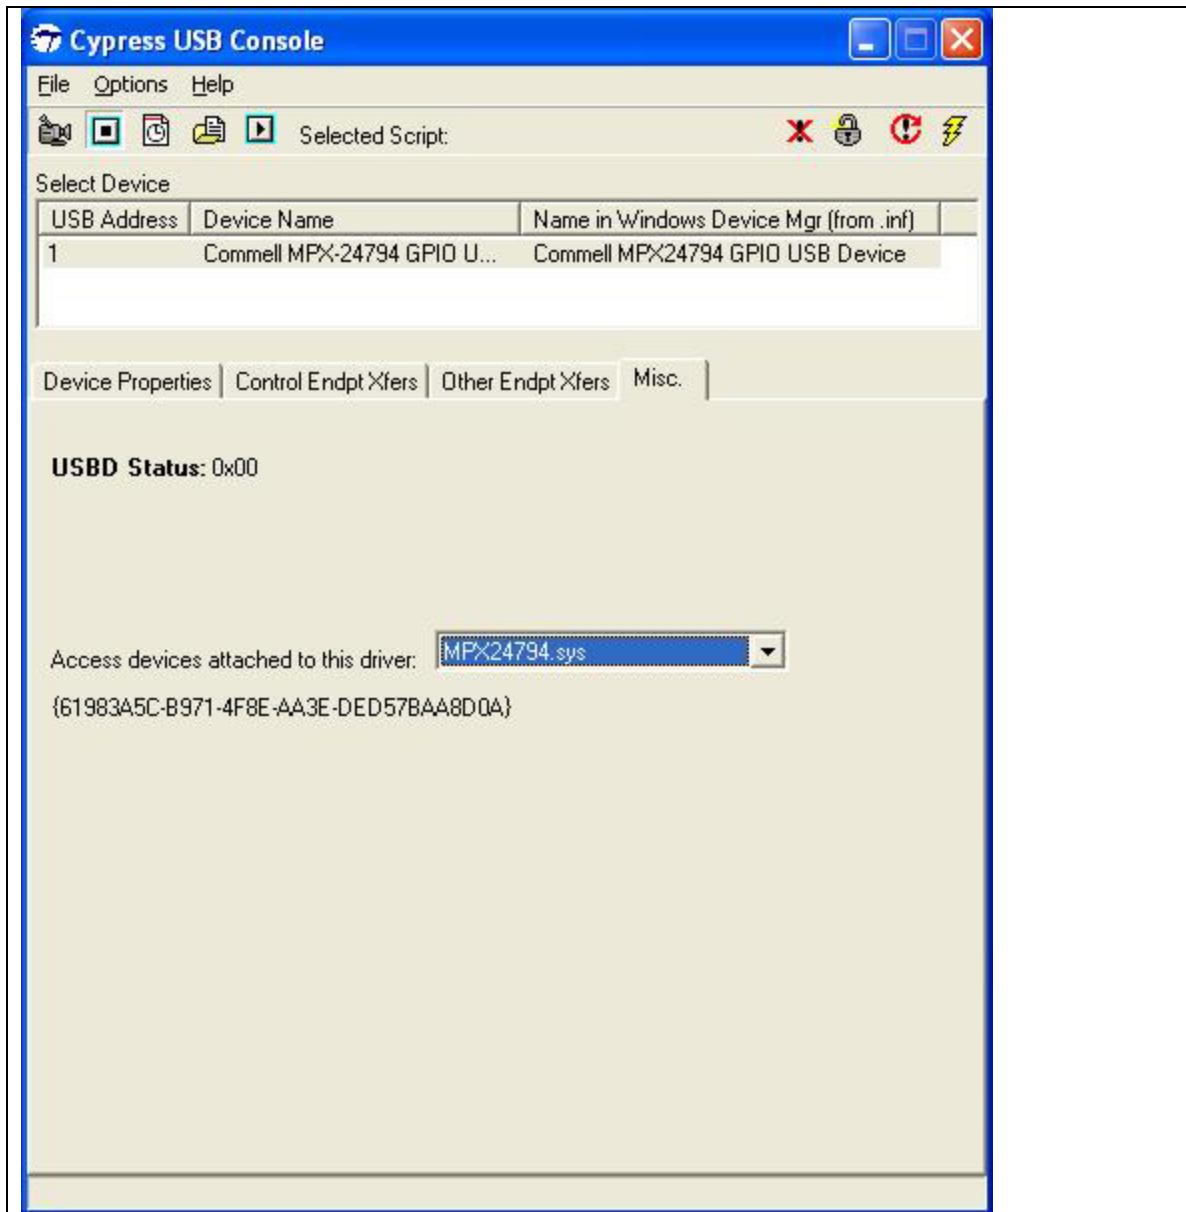 Cypress USB Console
File Options Help
Selected Script:
Select Device
USB Address Device Name Name in Windows Device Mgr (from .inf)
1 Commell MPX-24794 GPIO U... Commell MPX24794 GPIO USB Device
Device Properties Control Endpt Xfers Other Endpt Xfers Misc.
USBD Status: 0x00
Access devices attached to this driver: MPX24794.sys
{61983A5C-B971-4F8E-AA3E-DED57BAA8D0A}